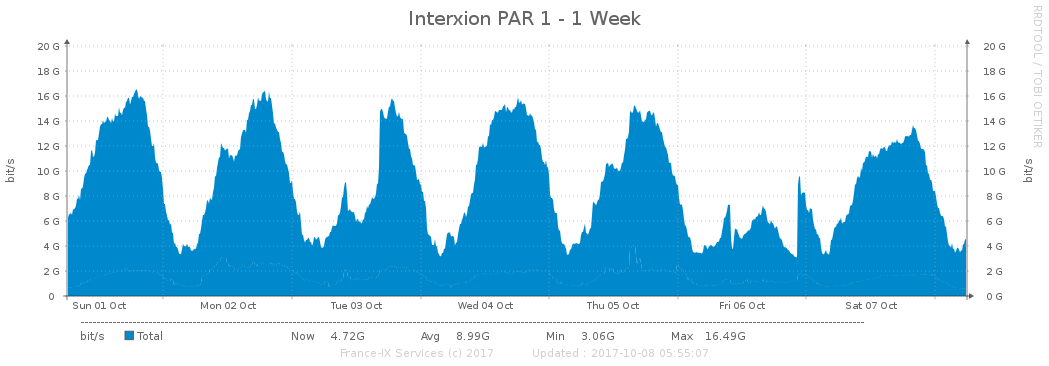 Interxion PAR 1 - 1 Week
RRDTOOL / TOBI OETIKER
bit/s
bit/s
20 G 20 G
18 G 18 G
16 G 16 G
14 G 14 G
12 G 12 G
10 G 10 G
8 G 8 G
6 G 6 G
4 G 4 G
2 G 2 G
0 0 G
Sun 01 Oct Mon 02 Oct Tue 03 Oct Wed 04 Oct Thu 05 Oct Fri 06 Oct Sat 07 Oct
bit/s Total Now 4.72G Avg 8.99G Min 3.06G Max 16.49G
France-IX Services (c) 2017 Updated : 2017-10-08 05:55:07